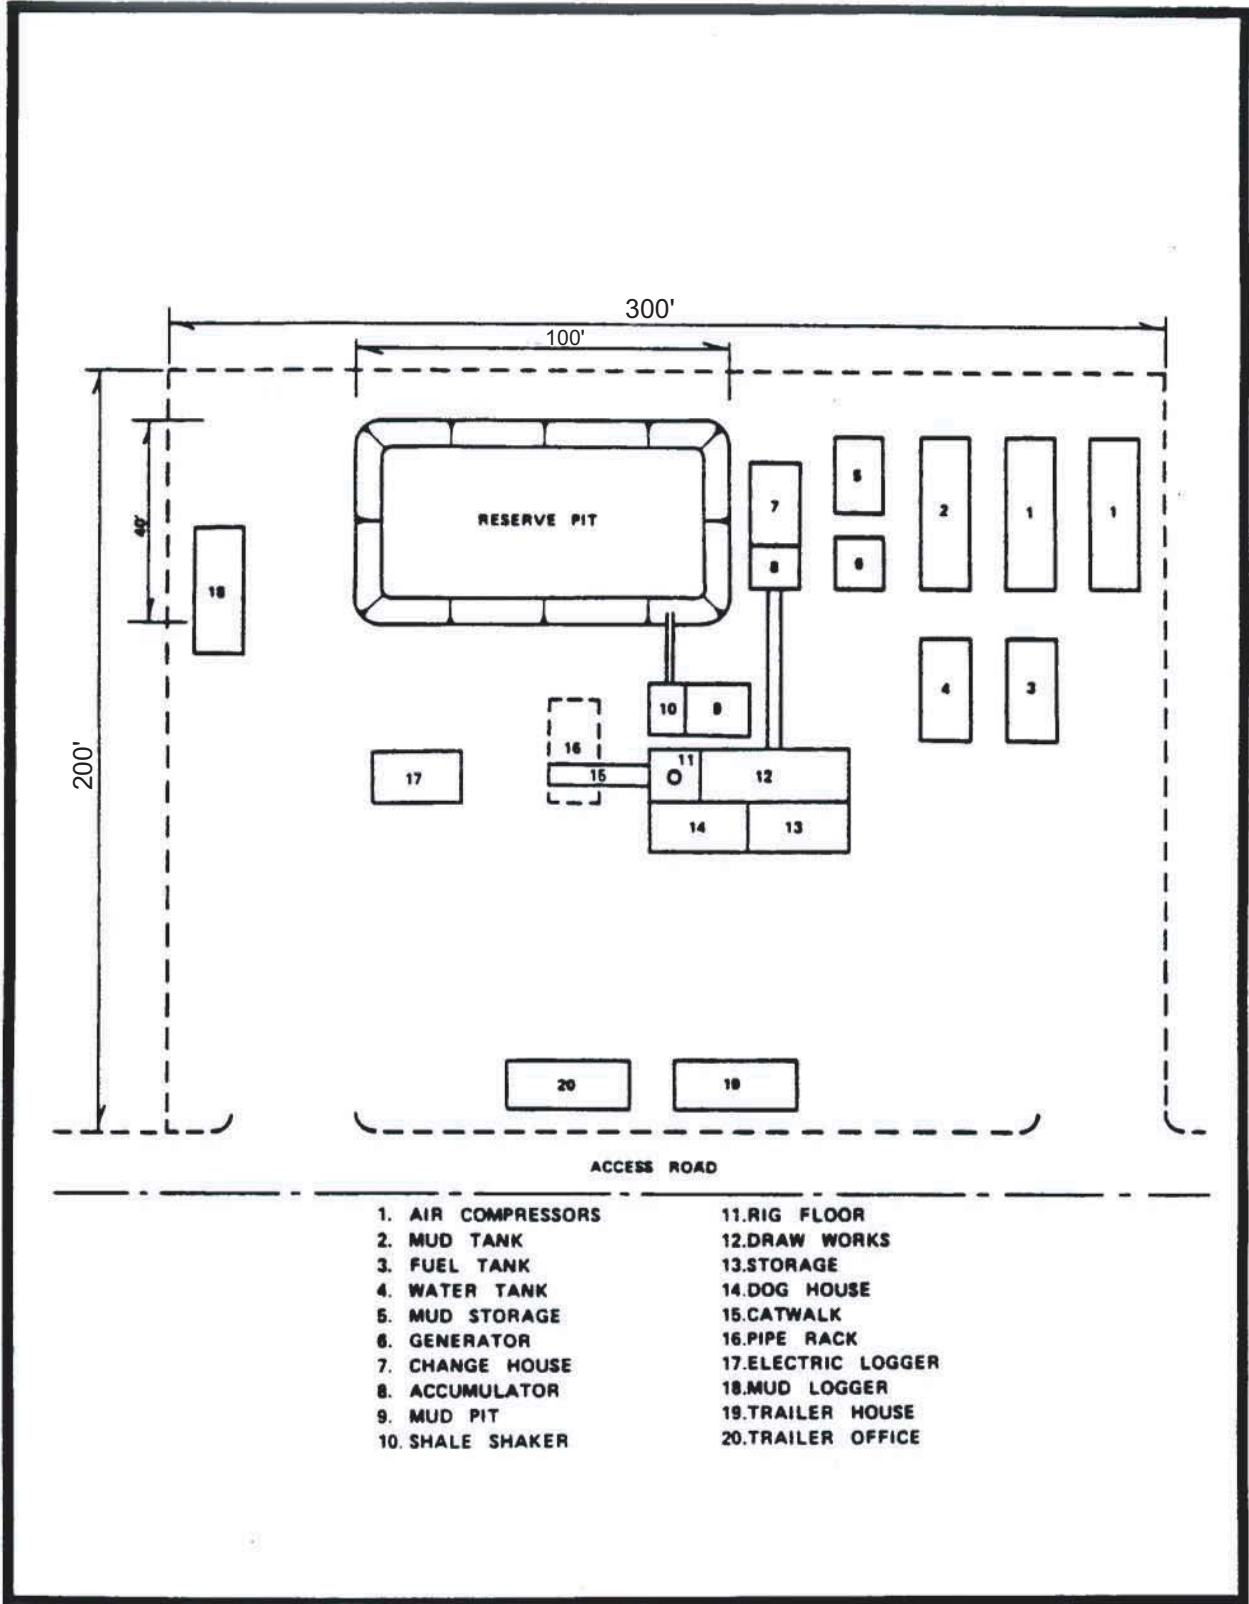 300'
100'
40'
200'
RESERVE PIT
5
2
1
1
7
8
6
18
4
3
10
9
16
15
11
12
17
14
13
20
19
ACCESS ROAD
1. AIR COMPRESSORS
2. MUD TANK
3. FUEL TANK
4. WATER TANK
5. MUD STORAGE
6. GENERATOR
7. CHANGE HOUSE
8. ACCUMULATOR
9. MUD PIT
10. SHALE SHAKER
11.RIG FLOOR
12.DRAW WORKS
13.STORAGE
14.DOG HOUSE
15.CATWALK
16.PIPE RACK
17.ELECTRIC LOGGER
18.MUD LOGGER
19.TRAILER HOUSE
20.TRAILER OFFICE